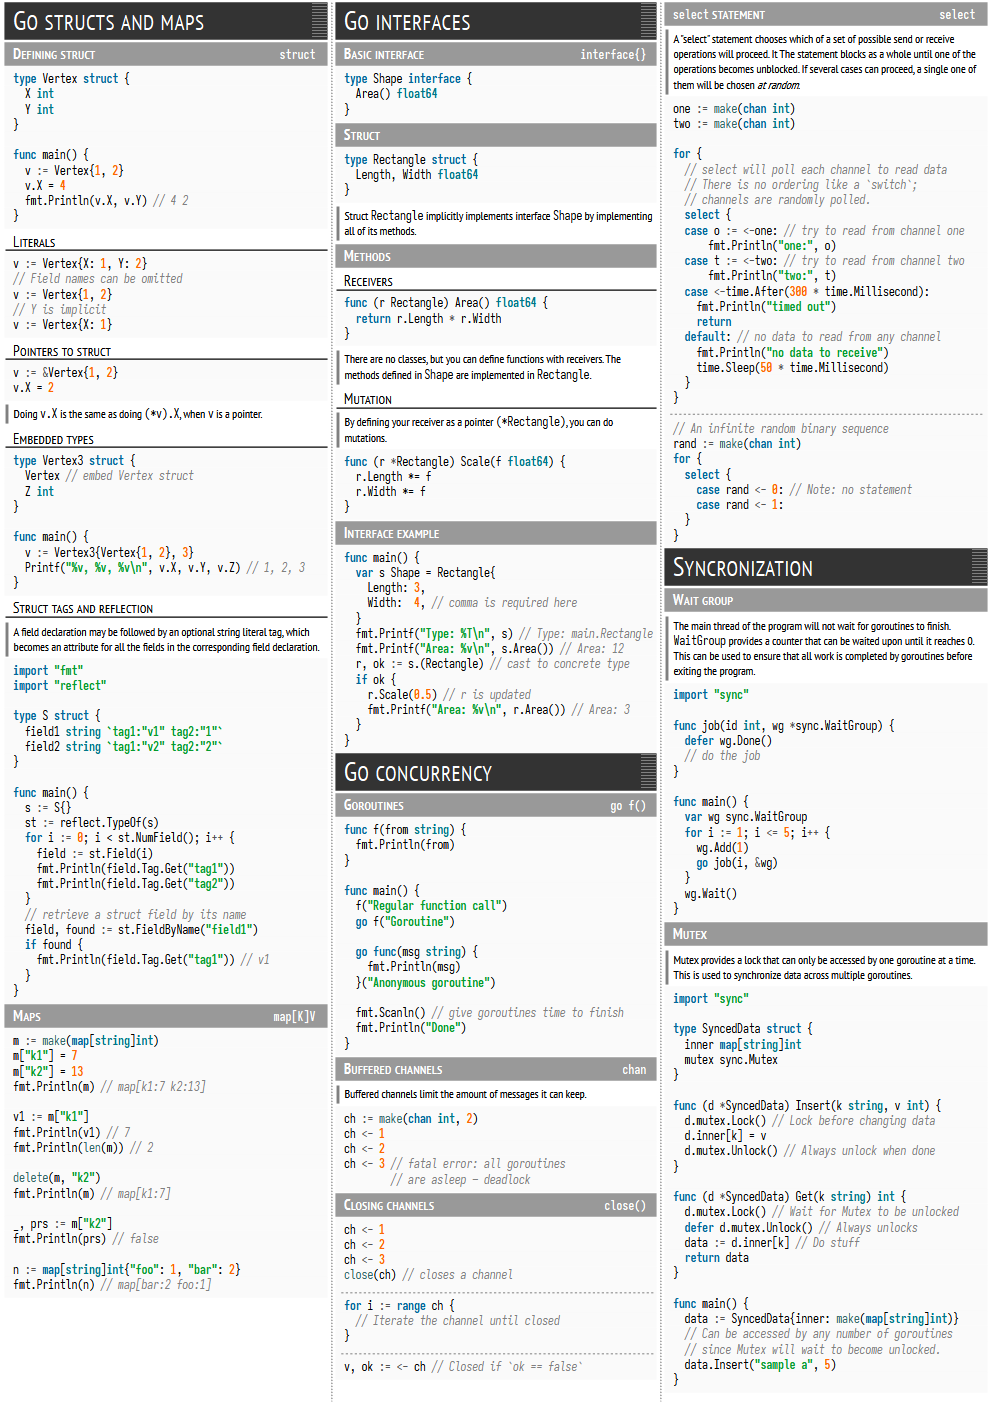 GO STRUCTS AND MAPS
DEFINING STRUCT struct
type Vertex struct {
X int
Y int
}
func main() {
v := Vertex{1, 2}
v.X = 4
fmt.Println(v.X, v.Y) // 4 2
}
LITERALS
v := Vertex{X: 1, Y: 2}
// Field names can be omitted
v := Vertex{1, 2}
// Y is implicit
v := Vertex{X: 1}
POINTERS TO STRUCT
v := &Vertex{1, 2}
v.X = 2
Doing v.X is the same as doing (*v).X, when v is a pointer.
EMBEDDED TYPES
type Vertex3 struct {
Vertex // embed Vertex struct
Z int
}
func main() {
v := Vertex3{Vertex{1, 2}, 3}
Printf("%v, %v, %v\n", v.X, v.Y, v.Z) // 1, 2, 3
}
STRUCT TAGS AND REFLECTION
A field declaration may be followed by an optional string literal tag, which
becomes an attribute for all the fields in the corresponding field declaration.
import "fmt"
import "reflect"
type S struct {
field1 string `tag1:"v1" tag2:"1"`
field2 string `tag1:"v2" tag2:"2"`
}
func main() {
s := S{}
st := reflect.TypeOf(s)
for i := 0; i < st.NumField(); i++ {
field := st.Field(i)
fmt.Println(field.Tag.Get("tag1"))
fmt.Println(field.Tag.Get("tag2"))
}
// retrieve a struct field by its name
field, found := st.FieldByName("field1")
if found {
fmt.Println(field.Tag.Get("tag1")) // v1
}
}
MAPS map[K]V
m := make(map[string]int)
m["k1"] = 7
m["k2"] = 13
fmt.Println(m) // map[k1:7 k2:13]
v1 := m["k1"]
fmt.Println(v1) // 7
fmt.Println(len(m)) // 2
delete(m, "k2")
fmt.Println(m) // map[k1:7]
_, prs := m["k2"]
fmt.Println(prs) // false
n := map[string]int{"foo": 1, "bar": 2}
fmt.Println(n) // map[bar:2 foo:1]
GO INTERFACES
BASIC INTERFACE interface{}
type Shape interface {
Area() float64
}
STRUCT
type Rectangle struct {
Length, Width float64
}
Struct Rectangle implicitly implements interface Shape by implementing
all of its methods.
METHODS
RECEIVERS
func (r Rectangle) Area() float64 {
return r.Length * r.Width
}
There are no classes, but you can define functions with receivers. The
methods defined in Shape are implemented in Rectangle.
MUTATION
By defining your receiver as a pointer (*Rectangle), you can do
mutations.
func (r *Rectangle) Scale(f float64) {
r.Length *= f
r.Width *= f
}
INTERFACE EXAMPLE
func main() {
var s Shape = Rectangle{
Length: 3,
Width: 4, // comma is required here
}
fmt.Printf("Type: %T\n", s) // Type: main.Rectangle
fmt.Printf("Area: %v\n", s.Area()) // Area: 12
r, ok := s.(Rectangle) // cast to concrete type
if ok {
r.Scale(0.5) // r is updated
fmt.Printf("Area: %v\n", r.Area()) // Area: 3
}
}
GO CONCURRENCY
GOROUTINES go f()
func f(from string) {
fmt.Println(from)
}
func main() {
f("Regular function call")
go f("Goroutine")
go func(msg string) {
fmt.Println(msg)
}("Anonymous goroutine")
fmt.Scanln() // give goroutines time to finish
fmt.Println("Done")
}
BUFFERED CHANNELS chan
Buffered channels limit the amount of messages it can keep.
ch := make(chan int, 2)
ch <- 1
ch <- 2
ch <- 3 // fatal error: all goroutines
// are asleep - deadlock
CLOSING CHANNELS close()
ch <- 1
ch <- 2
ch <- 3
close(ch) // closes a channel
for i := range ch {
// Iterate the channel until closed
}
v, ok := <- ch // Closed if `ok == false`
select STATEMENT select
A "select" statement chooses which of a set of possible send or receive
operations will proceed. It The statement blocks as a whole until one of the
operations becomes unblocked. If several cases can proceed, a single one of
them will be chosen at random.
one := make(chan int)
two := make(chan int)
for {
// select will poll each channel to read data
// There is no ordering like a `switch`;
// channels are randomly polled.
select {
case o := <-one: // try to read from channel one
fmt.Println("one:", o)
case t := <-two: // try to read from channel two
fmt.Println("two:", t)
case <-time.After(300 * time.Millisecond):
fmt.Println("timed out")
return
default: // no data to read from any channel
fmt.Println("no data to receive")
time.Sleep(50 * time.Millisecond)
}
}
// An infinite random binary sequence
rand := make(chan int)
for {
select {
case rand <- 0: // Note: no statement
case rand <- 1:
}
}
SYNCRONIZATION
WAIT GROUP
The main thread of the program will not wait for goroutines to finish.
WaitGroup provides a counter that can be waited upon until it reaches 0.
This can be used to ensure that all work is completed by goroutines before
exiting the program.
import "sync"
func job(id int, wg *sync.WaitGroup) {
defer wg.Done()
// do the job
}
func main() {
var wg sync.WaitGroup
for i := 1; i <= 5; i++ {
wg.Add(1)
go job(i, &wg)
}
wg.Wait()
}
MUTEX
Mutex provides a lock that can only be accessed by one goroutine at a time.
This is used to synchronize data across multiple goroutines.
import "sync"
type SyncedData struct {
inner map[string]int
mutex sync.Mutex
}
func (d *SyncedData) Insert(k string, v int) {
d.mutex.Lock() // Lock before changing data
d.inner[k] = v
d.mutex.Unlock() // Always unlock when done
}
func (d *SyncedData) Get(k string) int {
d.mutex.Lock() // Wait for Mutex to be unlocked
defer d.mutex.Unlock() // Always unlocks
data := d.inner[k] // Do stuff
return data
}
func main() {
data := SyncedData{inner: make(map[string]int)}
// Can be accessed by any number of goroutines
// since Mutex will wait to become unlocked.
data.Insert("sample a", 5)
}